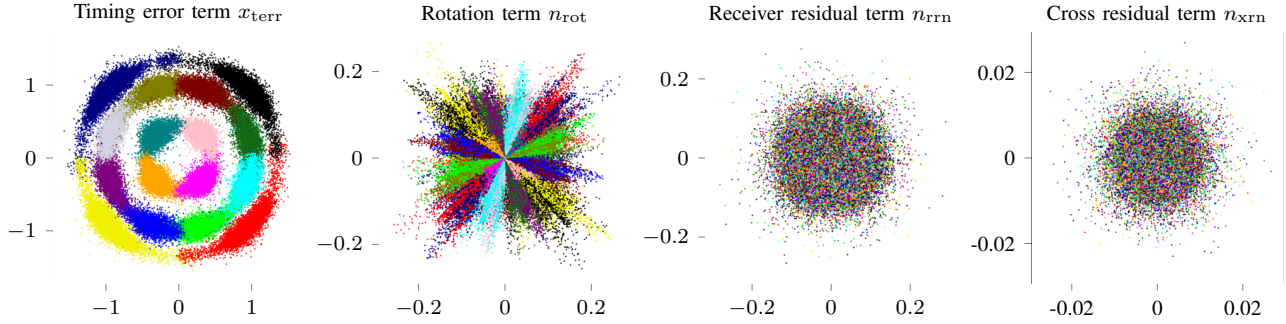 Timing error term x_terr
Rotation term n_rot
Receiver residual term n_rrn
Cross residual term n_xrn
1
0
−1
−1 0 1
0.2
0
−0.2
−0.2 0 0.2
0.2
0
−0.2
−0.2 0 0.2
0.02
0
-0.02
-0.02 0 0.02